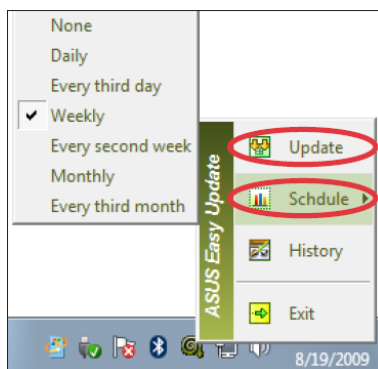 None
Daily
Every third day
Weekly
Every second week
Monthly
Every third month
ASUS Easy Update
Update
Schdule
History
Exit
8/19/2009